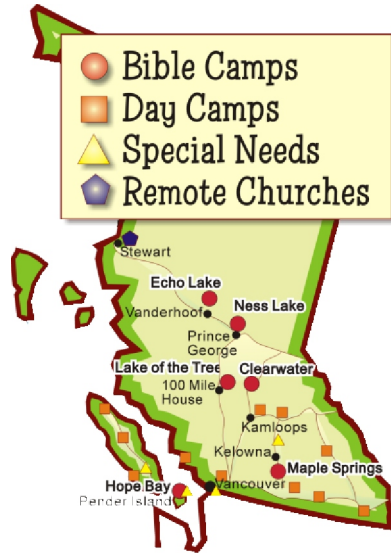 Bible Camps
Day Camps
Special Needs
Remote Churches
Stewart
Echo Lake
Vanderhoof
Ness Lake
Prince
George
Lake of the Tree
Clearwater
100 Mile
House
Kamloops
Kelowna
Maple Springs
Hope Bay
Vancouver
Pender Island